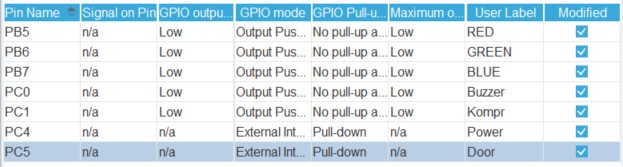 Pin Name Signal on Pin GPIO outpu... GPIO mode GPIO Pull-u... Maximum o... User Label Modified
PB5 n/a Low Output Pus... No pull-up a... Low RED
PB6 n/a Low Output Pus... No pull-up a... Low GREEN
PB7 n/a Low Output Pus... No pull-up a... Low BLUE
PC0 n/a Low Output Pus... No pull-up a... Low Buzzer
PC1 n/a Low Output Pus... No pull-up a... Low Kompr
PC4 n/a n/a External Int... Pull-down n/a Power
PC5 n/a n/a External Int... Pull-down n/a Door